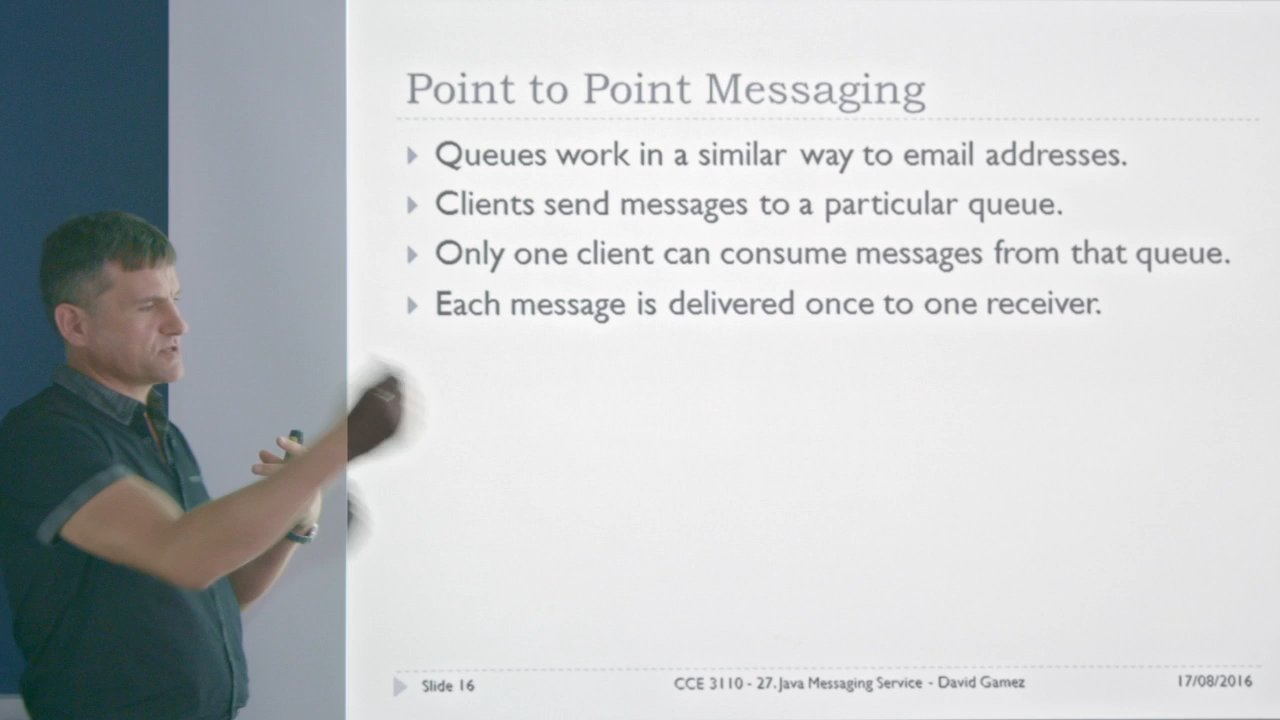 Point to Point Messaging
Queues work in a similar way to email addresses.
Clients send messages to a particular queue.
Only one client can consume messages from that queue.
Each message is delivered once to one receiver.
Slide 16
CCE 3110 - 27. Java Messaging Service - David Gamez
17/08/2016